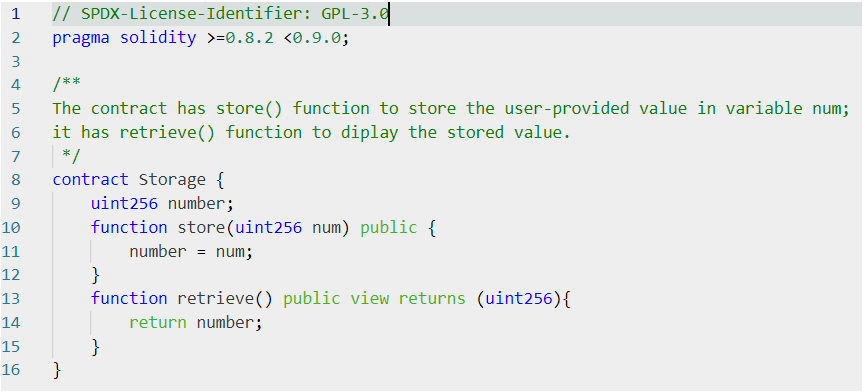 1 // SPDX-License-Identifier: GPL-3.0
2 pragma solidity >=0.8.2 <0.9.0;
3
4 /**
5 The contract has store() function to store the user-provided value in variable num;
6 it has retrieve() function to diplay the stored value.
7 */
8 contract Storage {
9 uint256 number;
10 function store(uint256 num) public {
11 number = num;
12 }
13 function retrieve() public view returns (uint256){
14 return number;
15 }
16 }